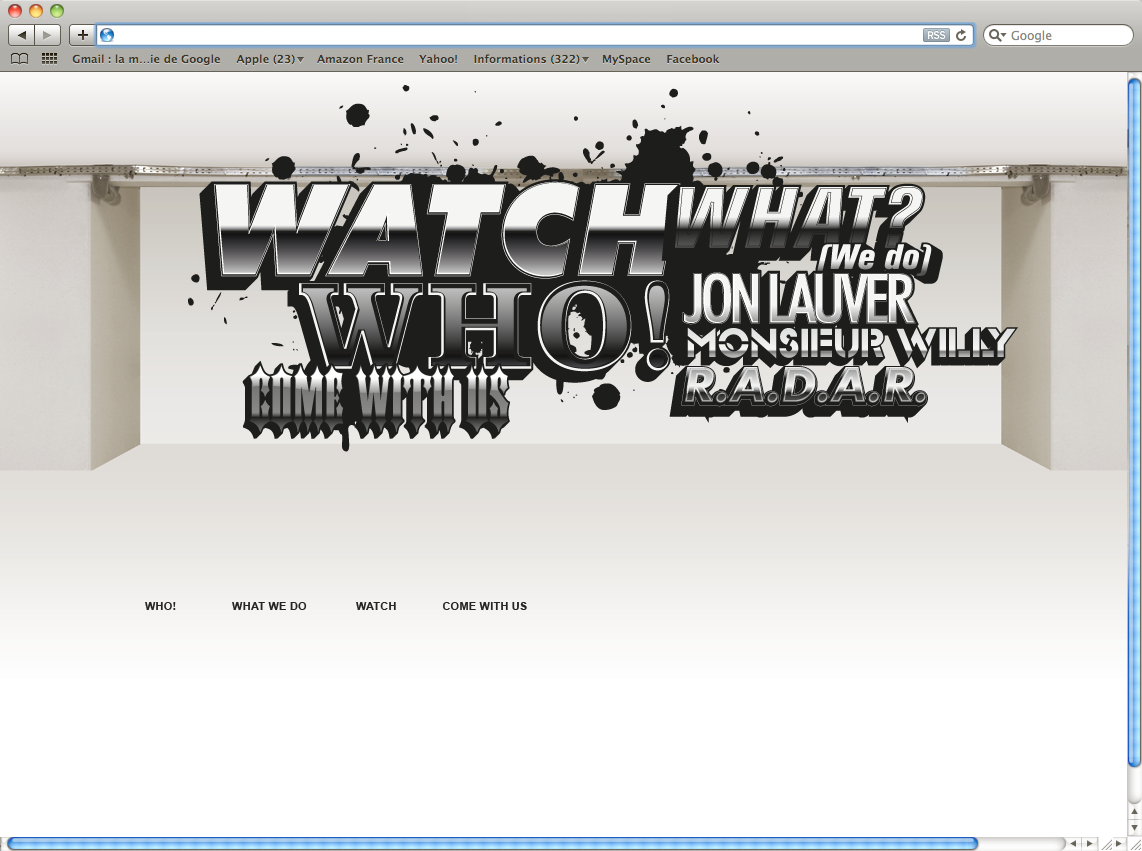 RSS
Google
Gmail : la m...ie de Google Apple (23) Amazon France Yahoo! Informations (322) MySpace Facebook
WATCH
WHAT?
(We do)
WHO!
JON LAUVER
MONSIEUR WILLY
COME WITH US
R.A.D.A.R.
WHO! WHAT WE DO WATCH COME WITH US